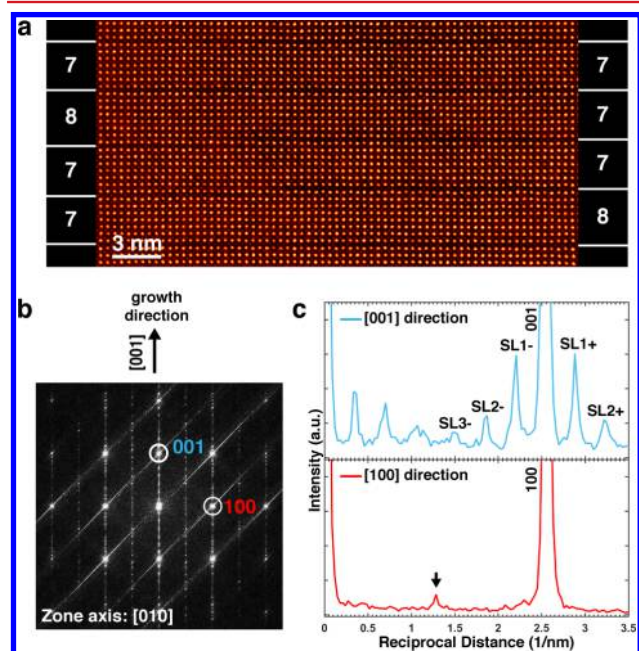 a
7
8
7
7
7
7
7
8
3 nm
b
growth
direction
[001]
001
100
Zone axis: [010]
c
[001] direction
001
SL1-
SL1+
SL2-
SL2+
SL3-
Intensity (a.u.)
[100] direction
100
0 0.5 1 1.5 2 2.5 3 3.5
Reciprocal Distance (1/nm)